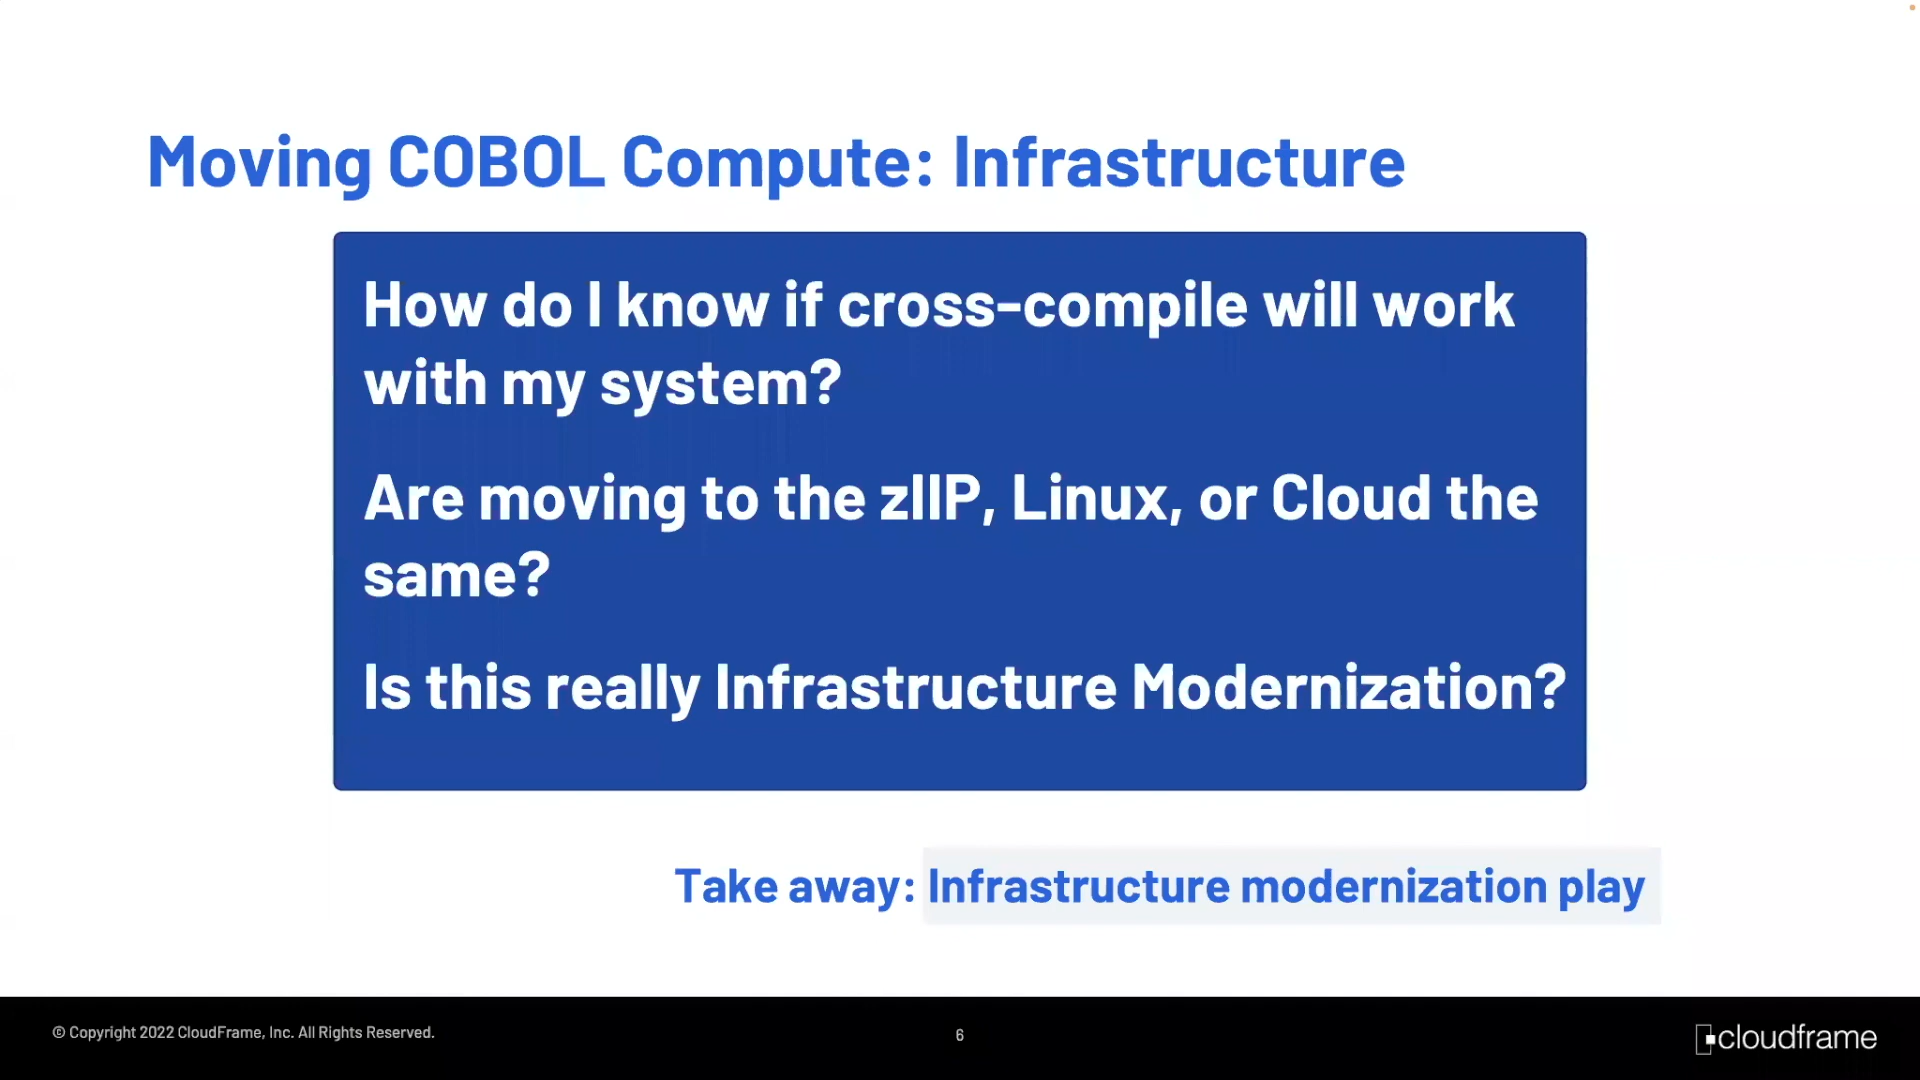 Moving COBOL Compute: Infrastructure
How do I know if cross-compile will work
with my system?
Are moving to the zIIP, Linux, or Cloud the
same?
Is this really Infrastructure Modernization?
Take away: Infrastructure modernization play
© Copyright 2022 CloudFrame, Inc. All Rights Reserved.
6
cloudframe